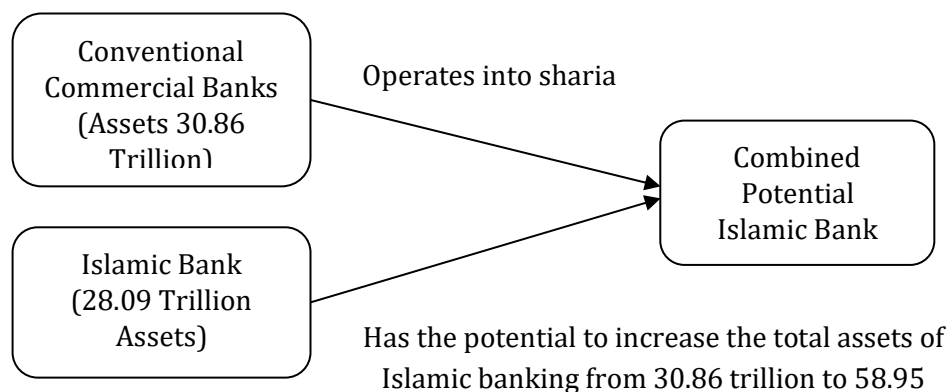 Conventional
Commercial Banks
(Assets 30.86
Trillion)
Operates into sharia
Combined
Potential
Islamic Bank
Islamic Bank
(28.09 Trillion
Assets)
Has the potential to increase the total assets of
Islamic banking from 30.86 trillion to 58.95